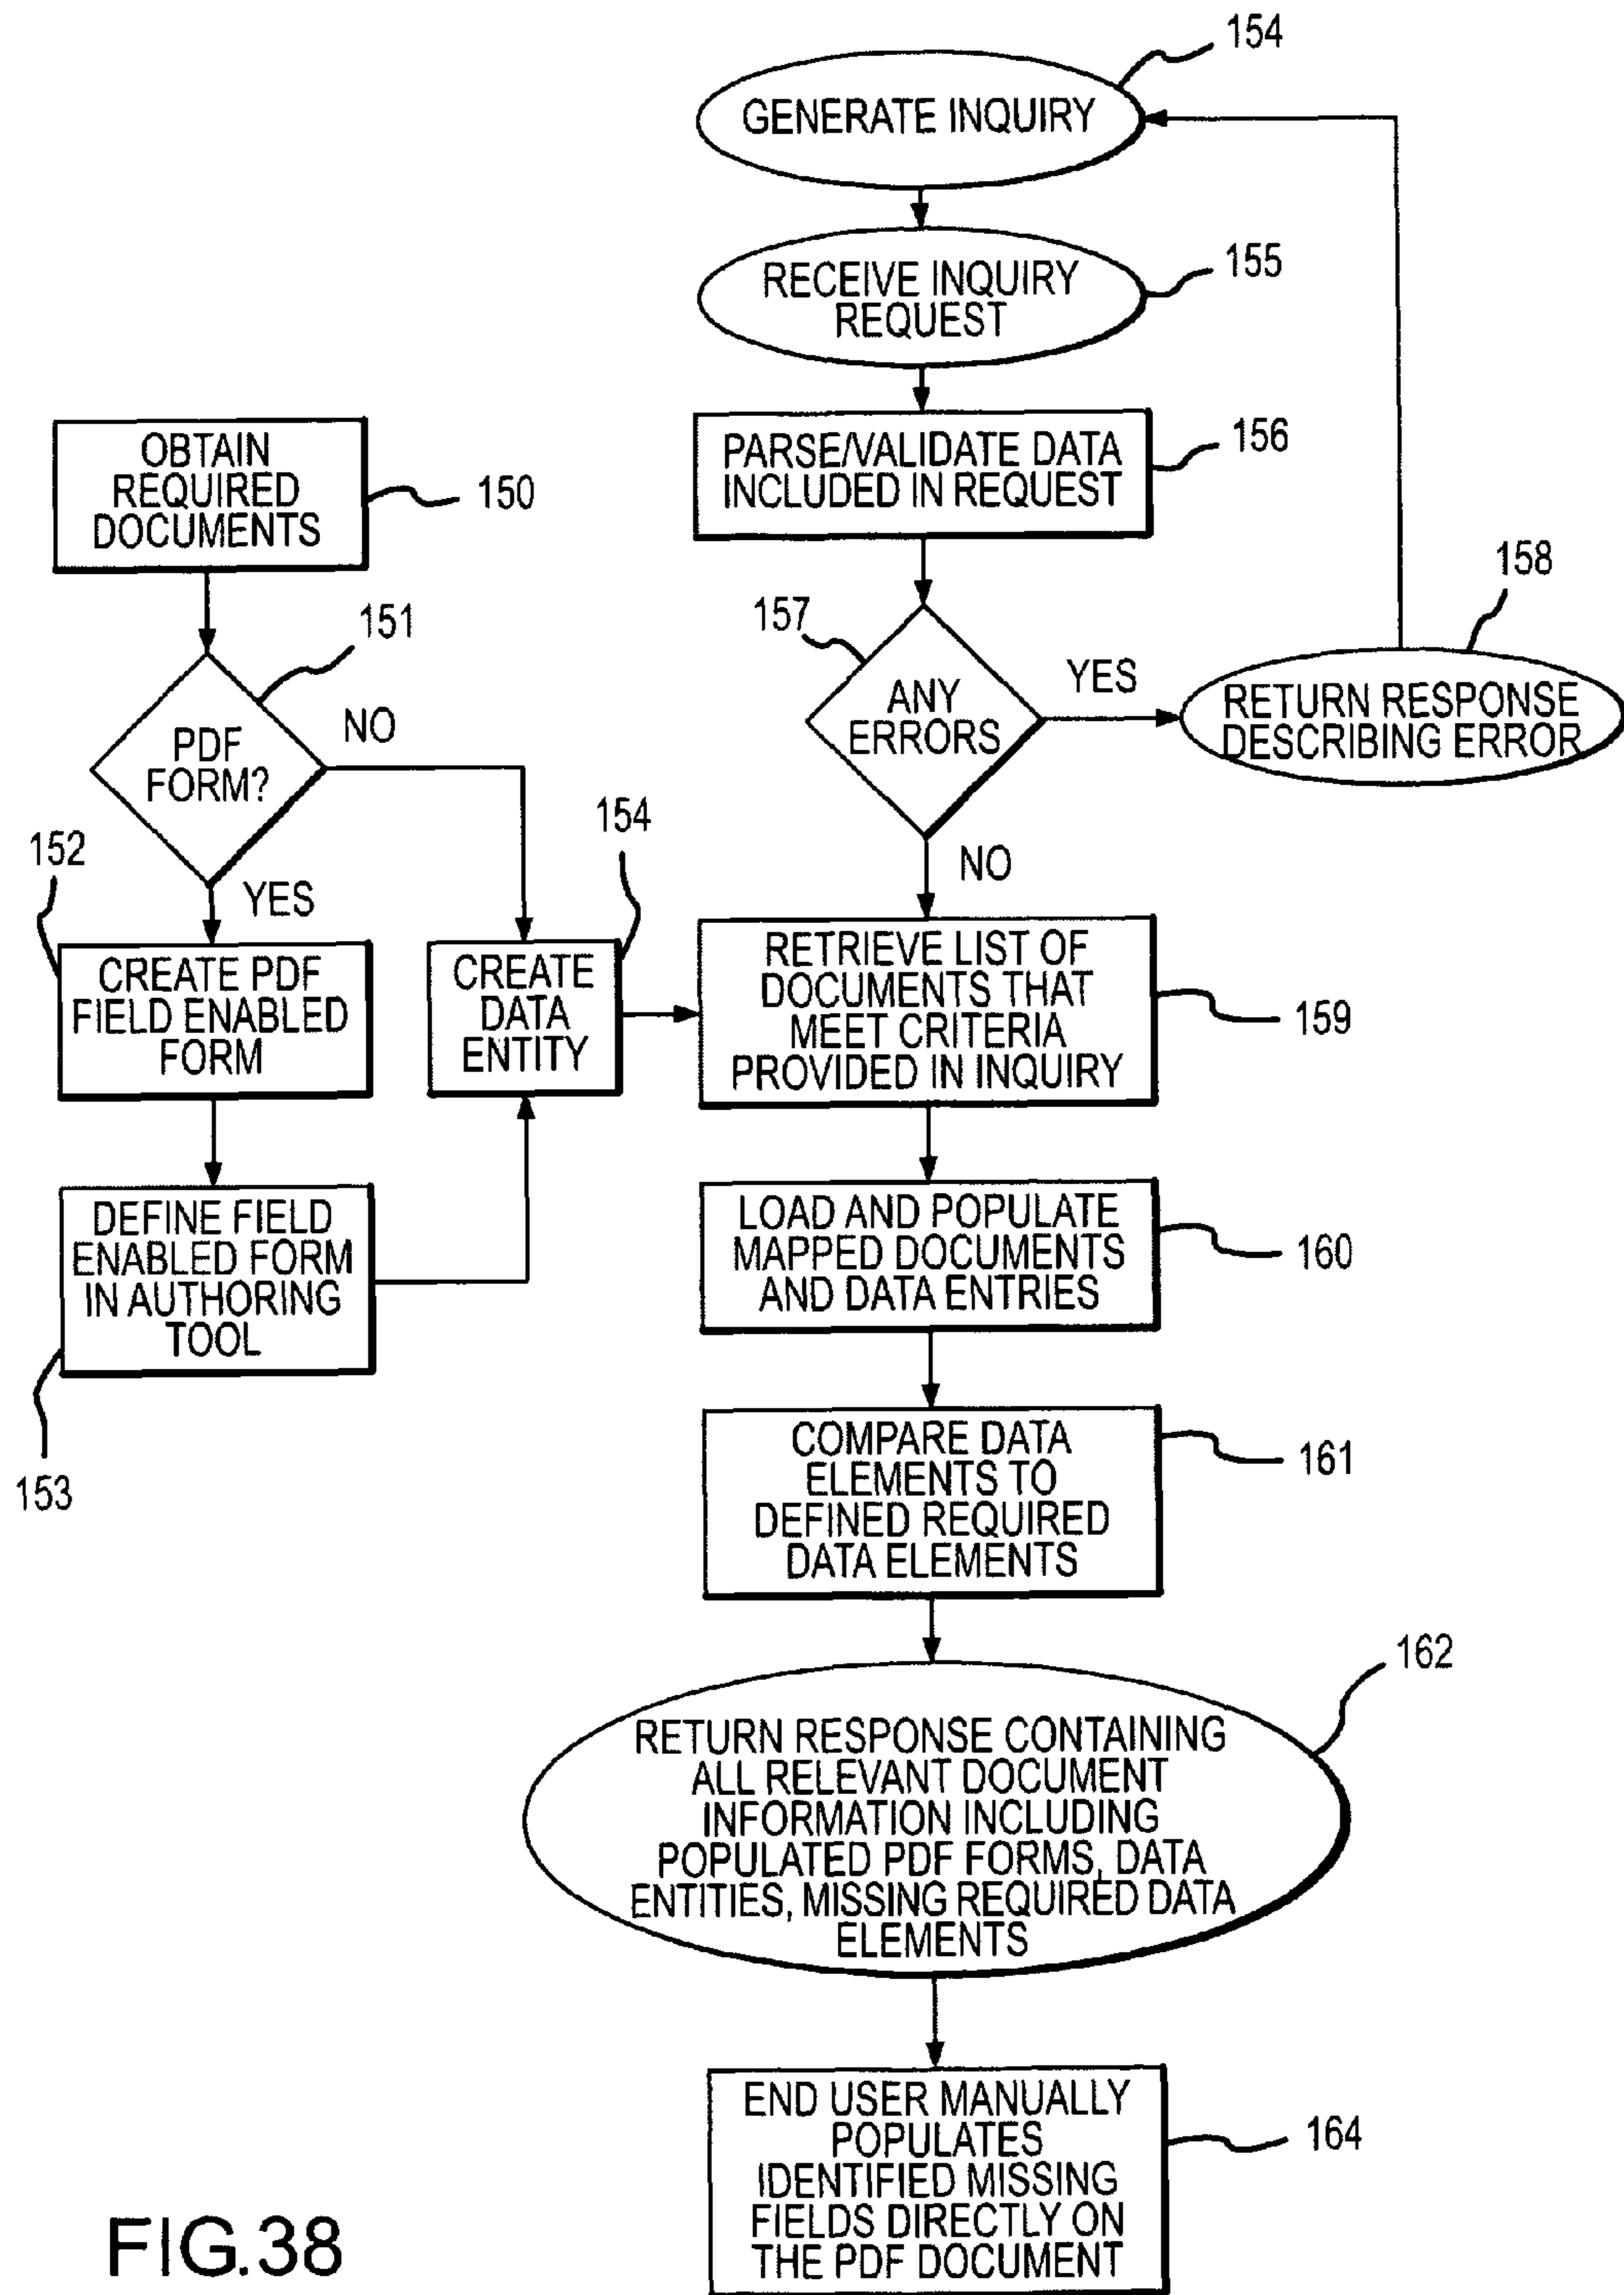 154
GENERATE INQUIRY
RECEIVE INQUIRY
REQUEST
155
PARSE/VALIDATE DATA
INCLUDED IN REQUEST
156
OBTAIN
REQUIRED
DOCUMENTS
150
151
PDF
FORM?
NO
YES
152
CREATE PDF
FIELD ENABLED
FORM
DEFINE FIELD
ENABLED FORM
IN AUTHORING
TOOL
153
154
CREATE
DATA
ENTITY
157
ANY
ERRORS
YES
NO
158
RETURN RESPONSE
DESCRIBING ERROR
RETRIEVE LIST OF
DOCUMENTS THAT
MEET CRITERIA
PROVIDED IN INQUIRY
159
LOAD AND POPULATE
MAPPED DOCUMENTS
AND DATA ENTRIES
160
COMPARE DATA
ELEMENTS TO
DEFINED REQUIRED
DATA ELEMENTS
161
162
RETURN RESPONSE CONTAINING
ALL RELEVANT DOCUMENT
INFORMATION INCLUDING
POPULATED PDF FORMS, DATA
ENTITIES, MISSING REQUIRED DATA
ELEMENTS
END USER MANUALLY
POPULATES
IDENTIFIED MISSING
FIELDS DIRECTLY ON
THE PDF DOCUMENT
164
FIG.38